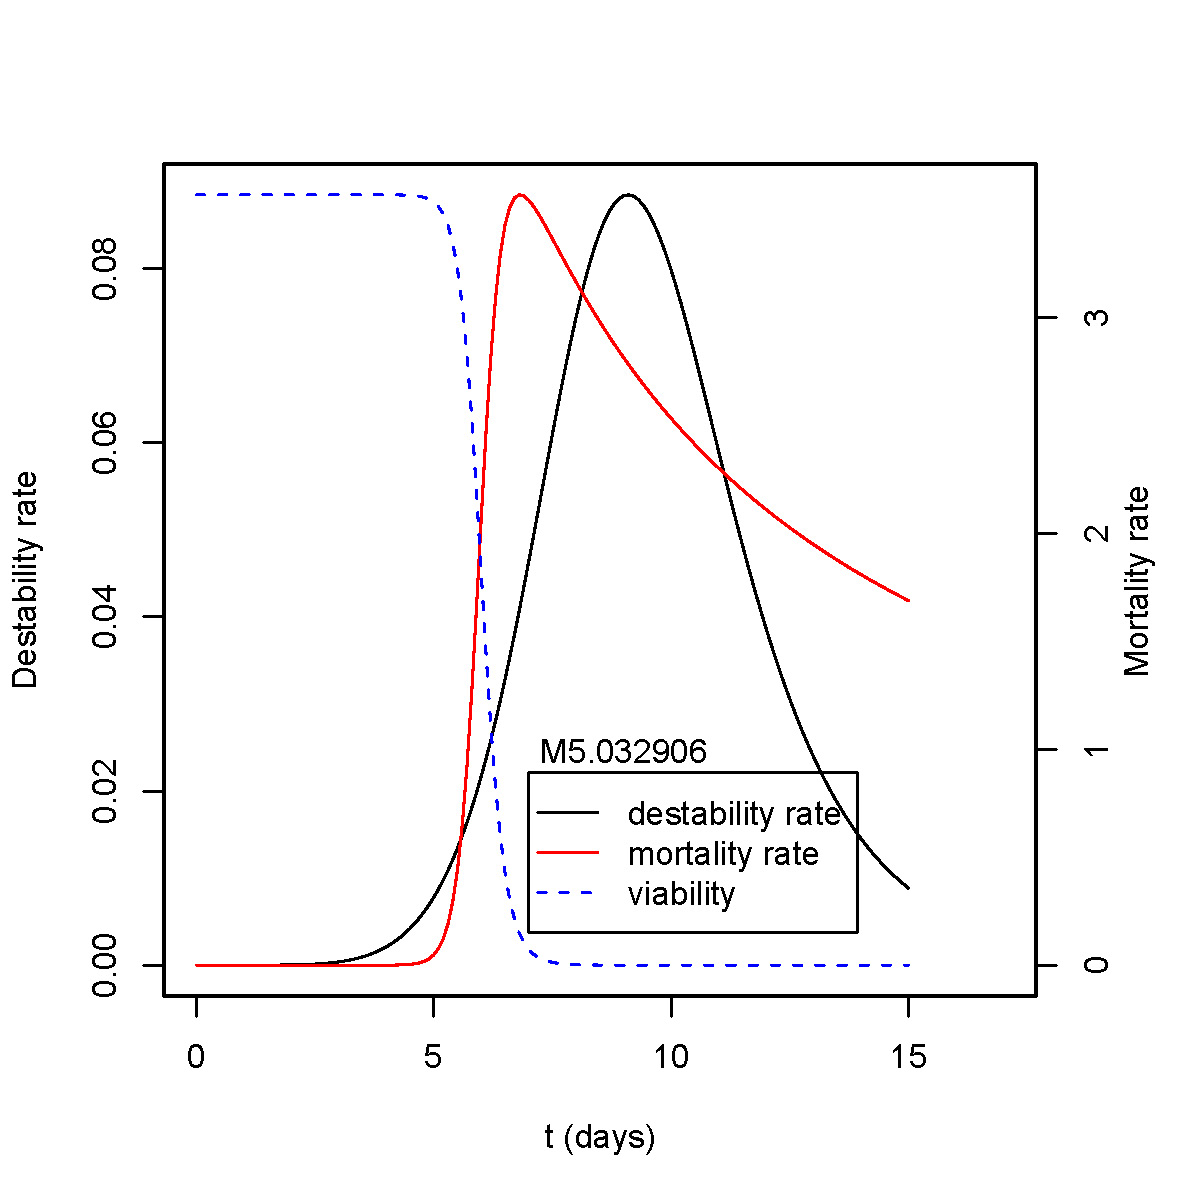 Destability rate
0.00
0.02
0.04
0.06
0.08
0
1
2
3
Mortality rate
M5.032906
destability rate
mortality rate
viability
0 5 10 15
t (days)